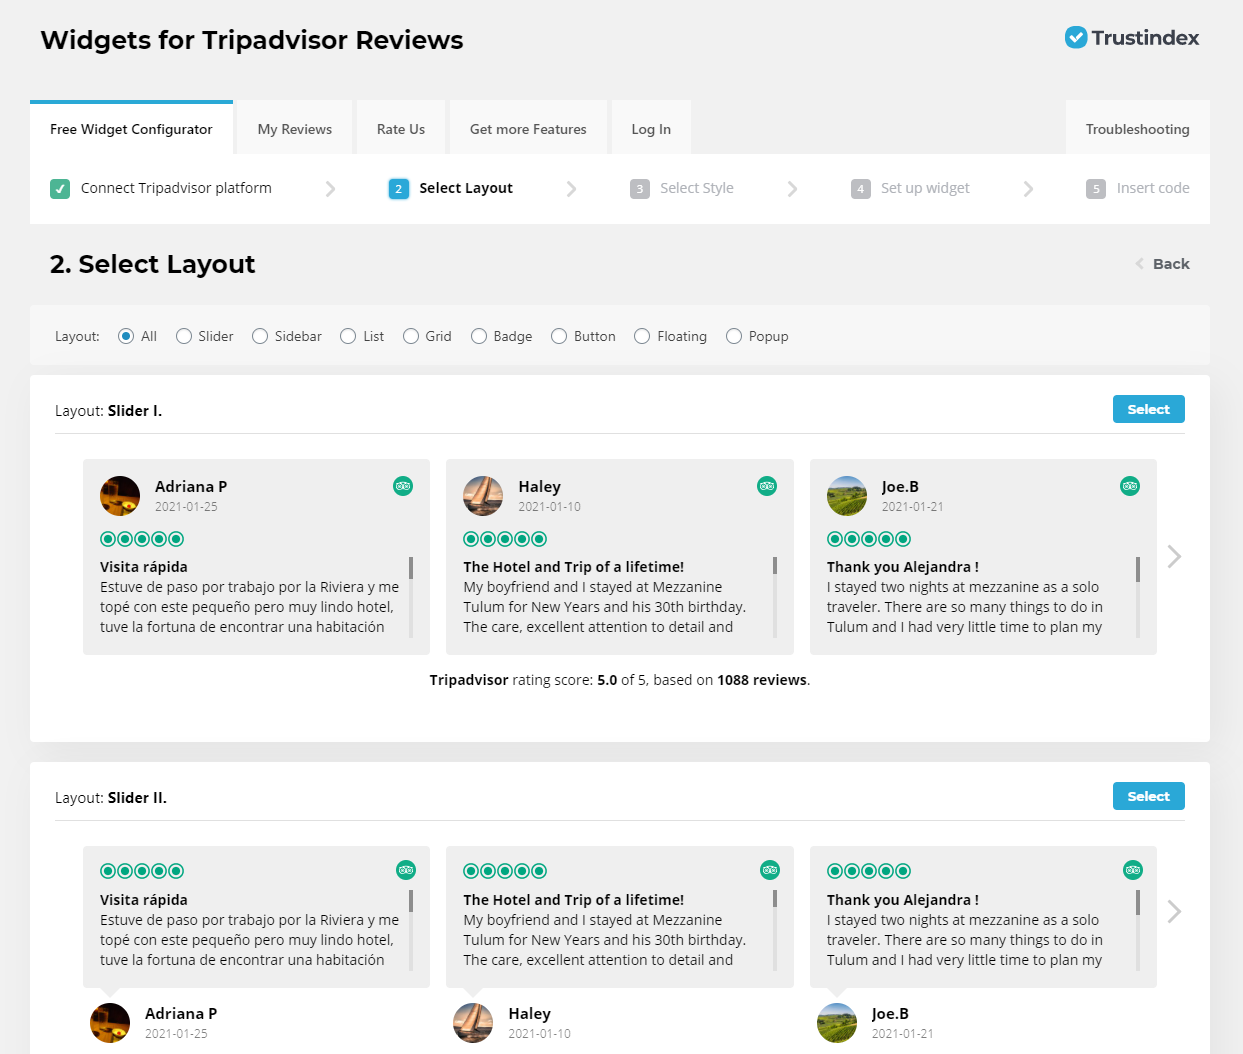 Widgets for Tripadvisor Reviews
Trustindex
Free Widget Configurator
My Reviews
Rate Us
Get more Features
Log In
Troubleshooting
Connect Tripadvisor platform
2 Select Layout
3 Select Style
4 Set up widget
5 Insert code
2. Select Layout
Back
Layout: All Slider Sidebar List Grid Badge Button Floating Popup
Layout: Slider I.
Select
Adriana P
2021-01-25
Visita rápida
Estuve de paso por trabajo por la Riviera y me
topé con este pequeño pero muy lindo hotel,
tuve la fortuna de encontrar una habitación
Haley
2021-01-10
The Hotel and Trip of a lifetime!
My boyfriend and I stayed at Mezzanine
Tulum for New Years and his 30th birthday.
The care, excellent attention to detail and
Joe.B
2021-01-21
Thank you Alejandra !
I stayed two nights at mezzanine as a solo
traveler. There are so many things to do in
Tulum and I had very little time to plan my
Tripadvisor rating score: 5.0 of 5, based on 1088 reviews.
Layout: Slider II.
Select
Visita rápida
Estuve de paso por trabajo por la Riviera y me
topé con este pequeño pero muy lindo hotel,
tuve la fortuna de encontrar una habitación
Adriana P
2021-01-25
The Hotel and Trip of a lifetime!
My boyfriend and I stayed at Mezzanine
Tulum for New Years and his 30th birthday.
The care, excellent attention to detail and
Haley
2021-01-10
Thank you Alejandra !
I stayed two nights at mezzanine as a solo
traveler. There are so many things to do in
Tulum and I had very little time to plan my
Joe.B
2021-01-21